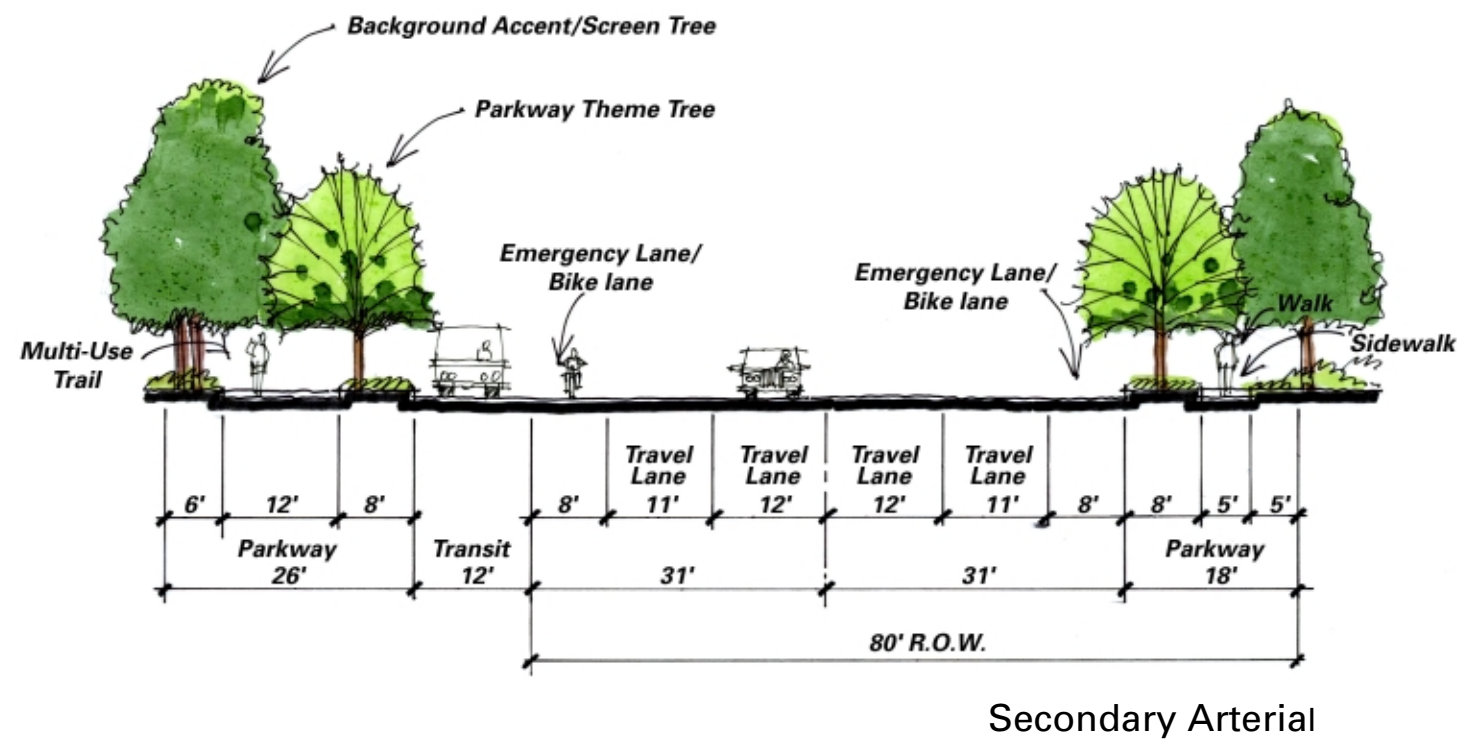 Background Accent/Screen Tree
Parkway Theme Tree
Emergency Lane/
Bike lane
Emergency Lane/
Bike lane
Walk
Sidewalk
Multi-Use
Trail
Travel
Lane
Travel
Lane
Travel
Lane
Travel
Lane
6' 12' 8' 8' 11' 12' 12' 11' 8' 8' 5' 5'
Parkway Transit Parkway
26' 12' 31' 31' 18'
80' R.O.W.
Secondary Arterial